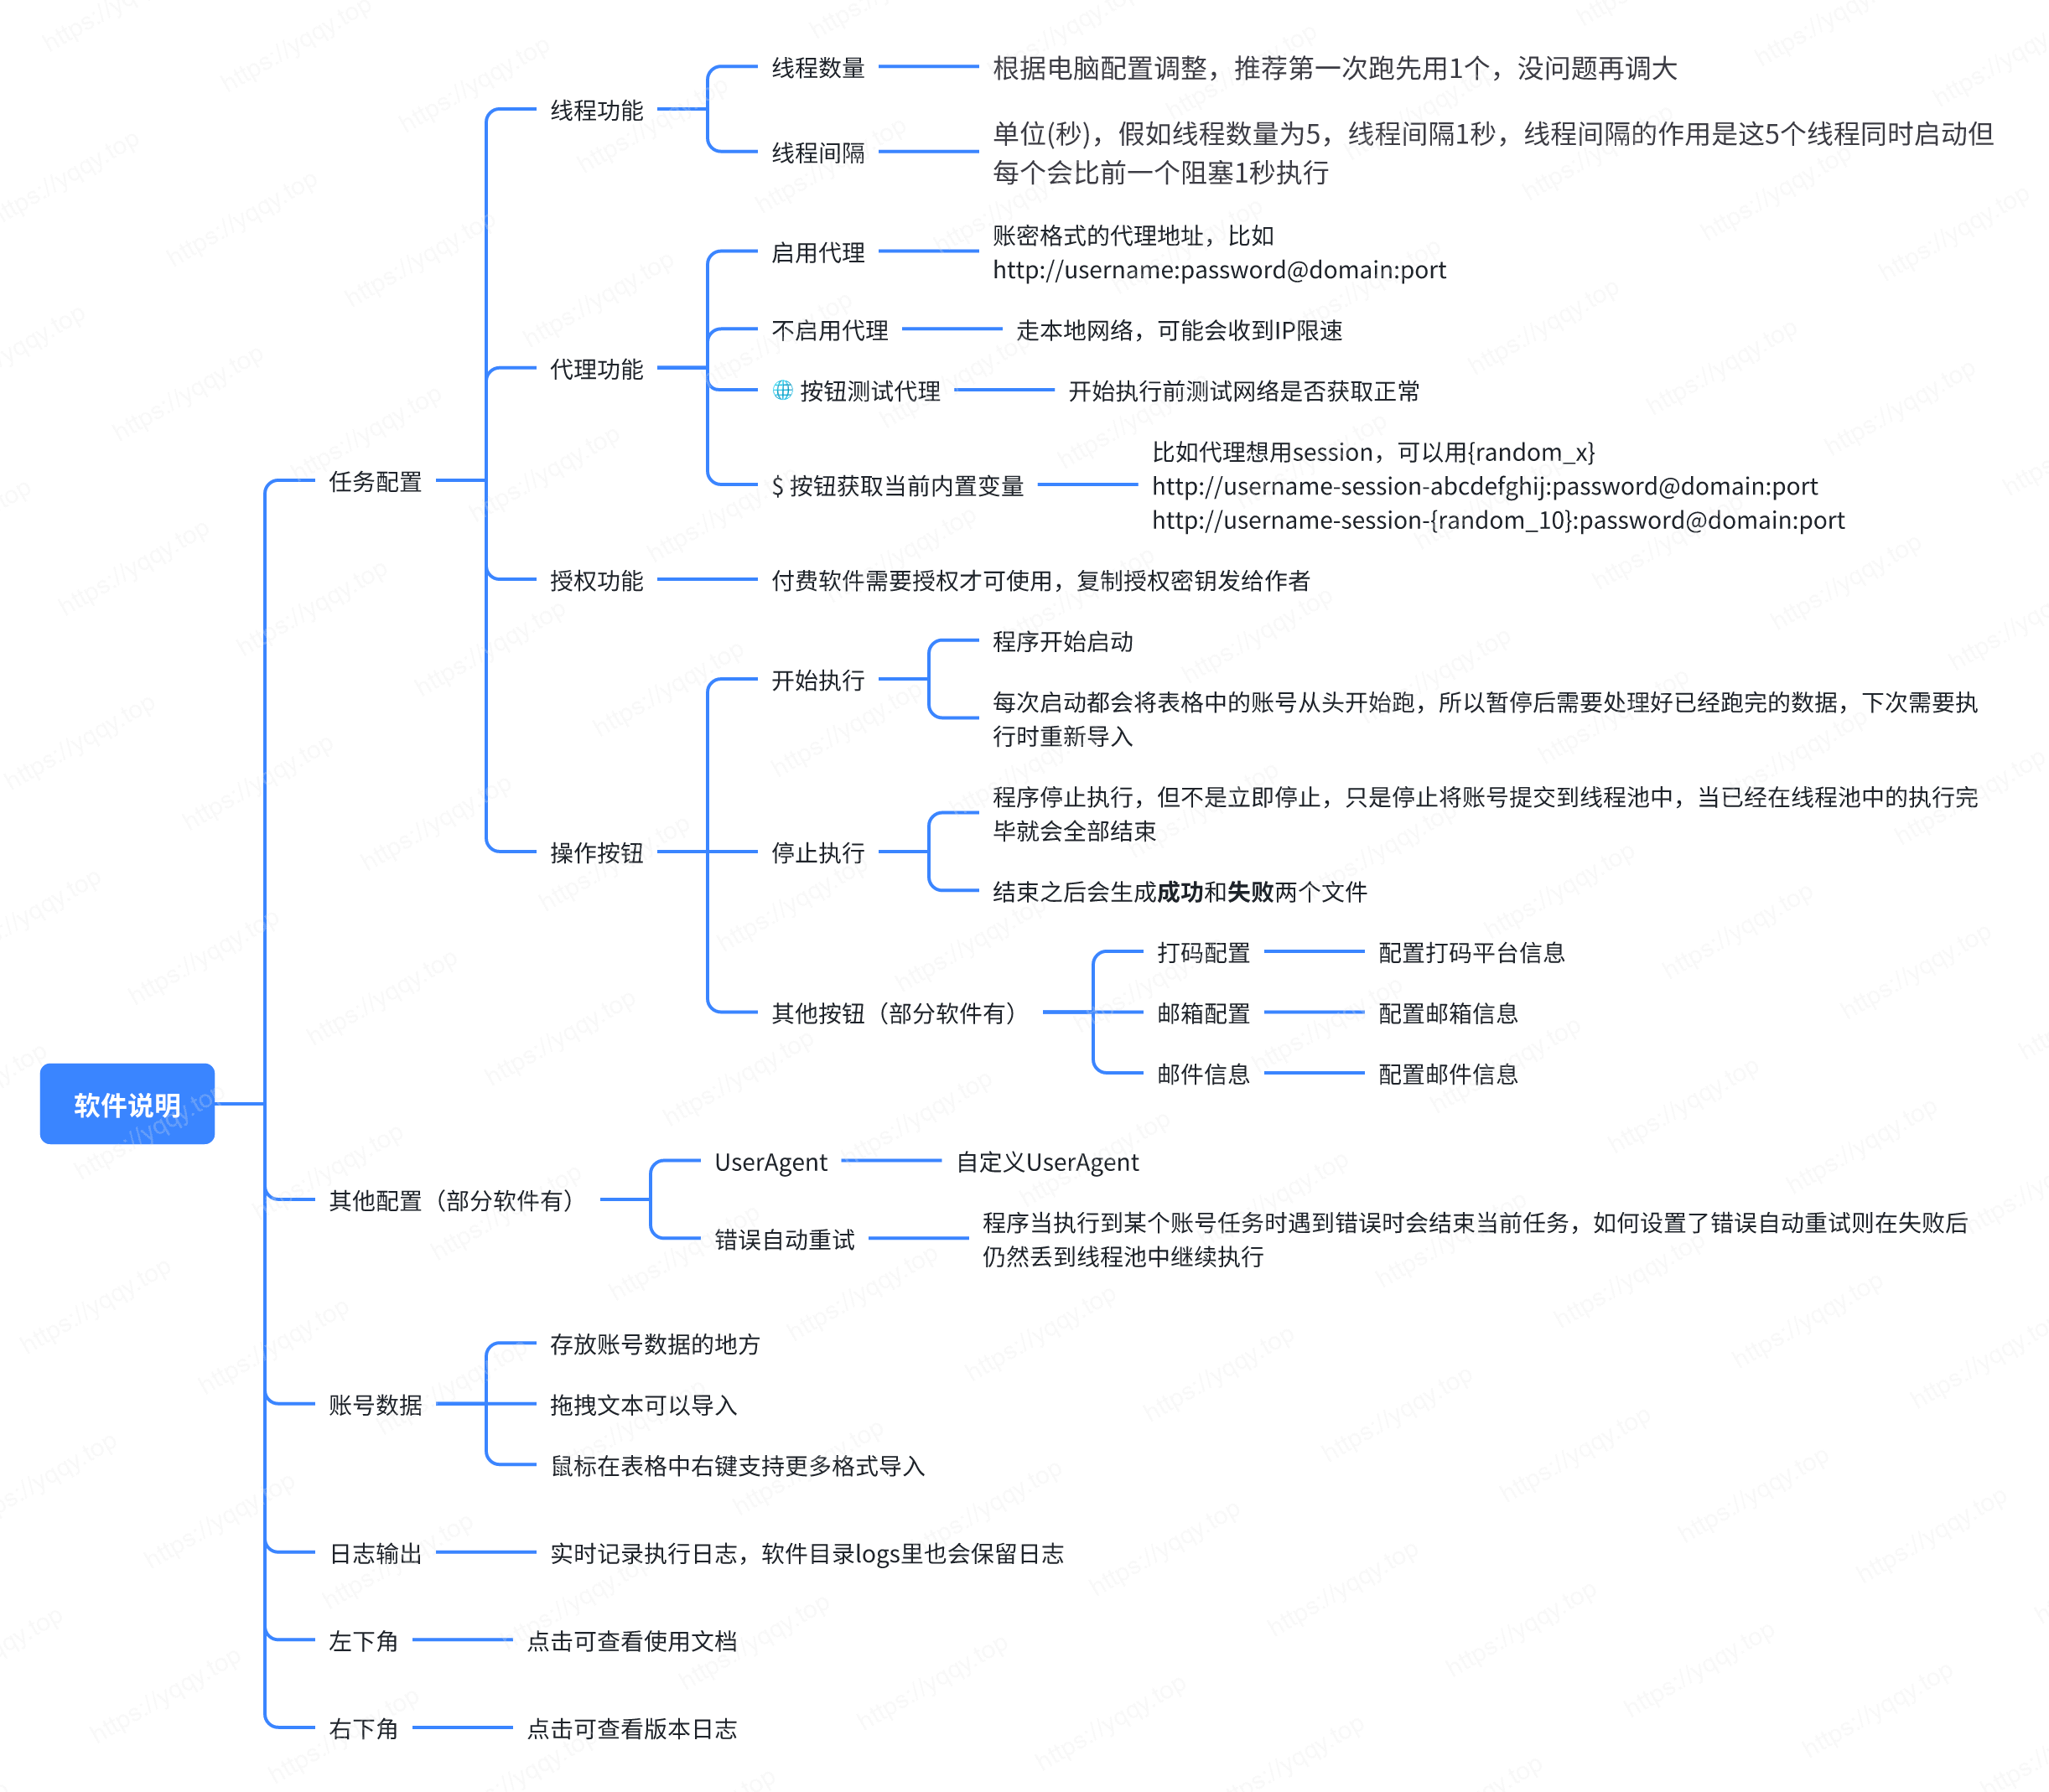 软件说明
任务配置
线程功能
线程数量
根据电脑配置调整，推荐第一次跑先用1个，没问题再调大
线程间隔
单位(秒)，假如线程数量为5，线程间隔1秒，线程间隔的作用是这5个线程同时启动但
每个会比前一个阻塞1秒执行
代理功能
启用代理
账密格式的代理地址，比如
http://username:password@domain:port
不启用代理
走本地网络，可能会收到IP限速
🌐 按钮测试代理
开始执行前测试网络是否获取正常
$ 按钮获取当前内置变量
比如代理想用session，可以用{random_x}
http://username-session-abcdefghij:password@domain:port
http://username-session-{random_10}:password@domain:port
授权功能
付费软件需要授权才可使用，复制授权密钥发给作者
操作按钮
开始执行
程序开始启动
每次启动都会将表格中的账号从头开始跑，所以暂停后需要处理好已经跑完的数据，下次需要执
行时重新导入
停止执行
程序停止执行，但不是立即停止，只是停止将账号提交到线程池中，当已经在线程池中的执行完
毕就会全部结束
结束之后会生成成功和失败两个文件
其他按钮（部分软件有）
打码配置
配置打码平台信息
邮箱配置
配置邮箱信息
邮件信息
配置邮件信息
其他配置（部分软件有）
UserAgent
自定义UserAgent
错误自动重试
程序当执行到某个账号任务时遇到错误时会结束当前任务，如何设置了错误自动重试则在失败后
仍然丢到线程池中继续执行
账号数据
存放账号数据的地方
拖拽文本可以导入
鼠标在表格中右键支持更多格式导入
日志输出
实时记录执行日志，软件目录logs里也会保留日志
左下角
点击可查看使用文档
右下角
点击可查看版本日志
https://yqqy.top